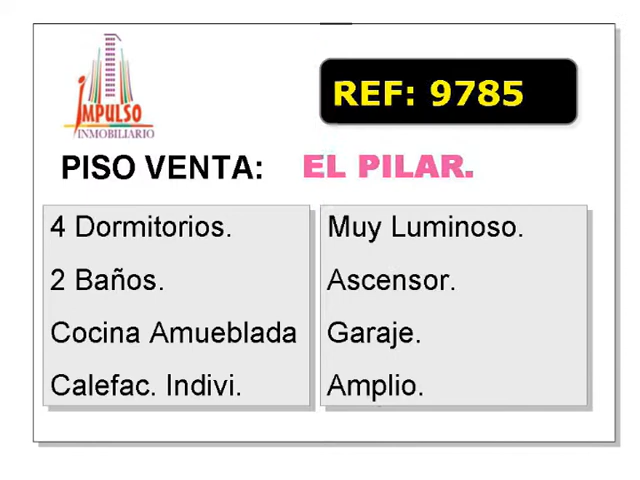 IMPULSO
INMOBILIARIO
REF: 9785
PISO VENTA: EL PILAR.
4 Dormitorios.
2 Baños.
Cocina Amueblada
Calefac. Indivi.
Muy Luminoso.
Ascensor.
Garaje.
Amplio.